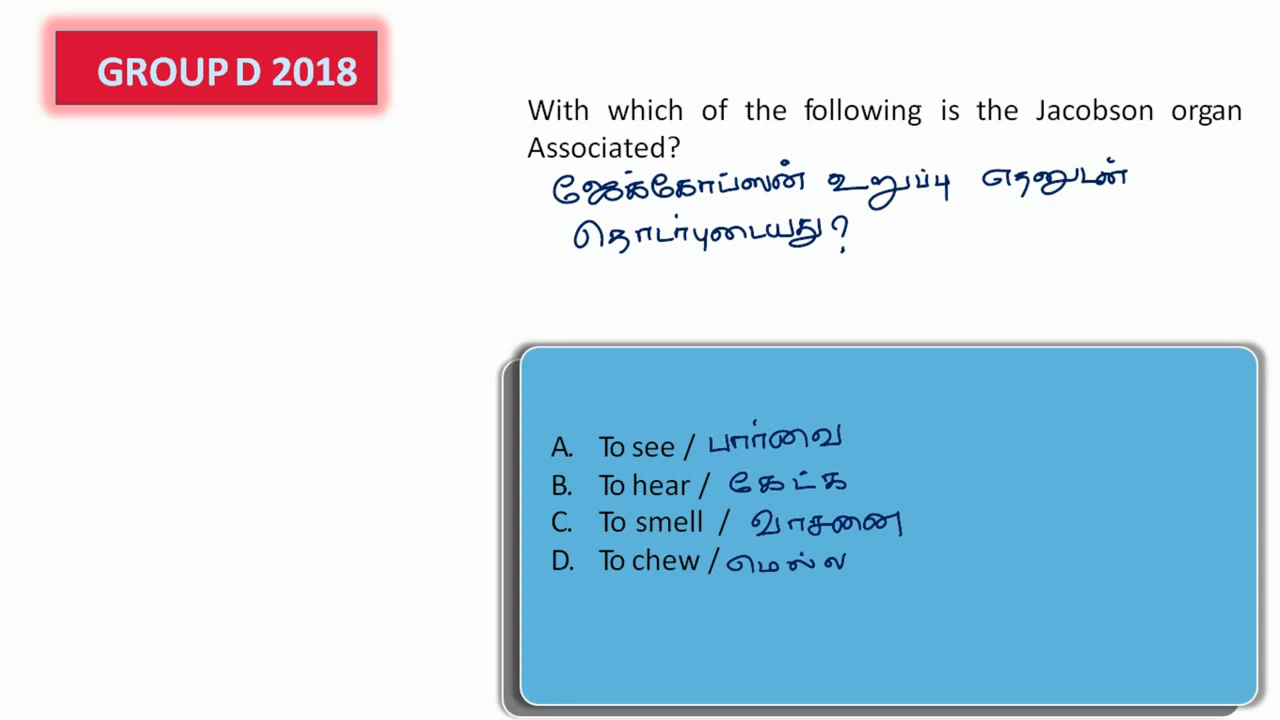 GROUP D 2018
With which of the following is the Jacobson organ
Associated?
ஜேக்கோப்ஸன் உறுப்பு எதனுடன்
தொடர்புடையது?
A. To see / பார்வை
B. To hear / கேட்க
C. To smell / வாசனை
D. To chew / மெல்ல